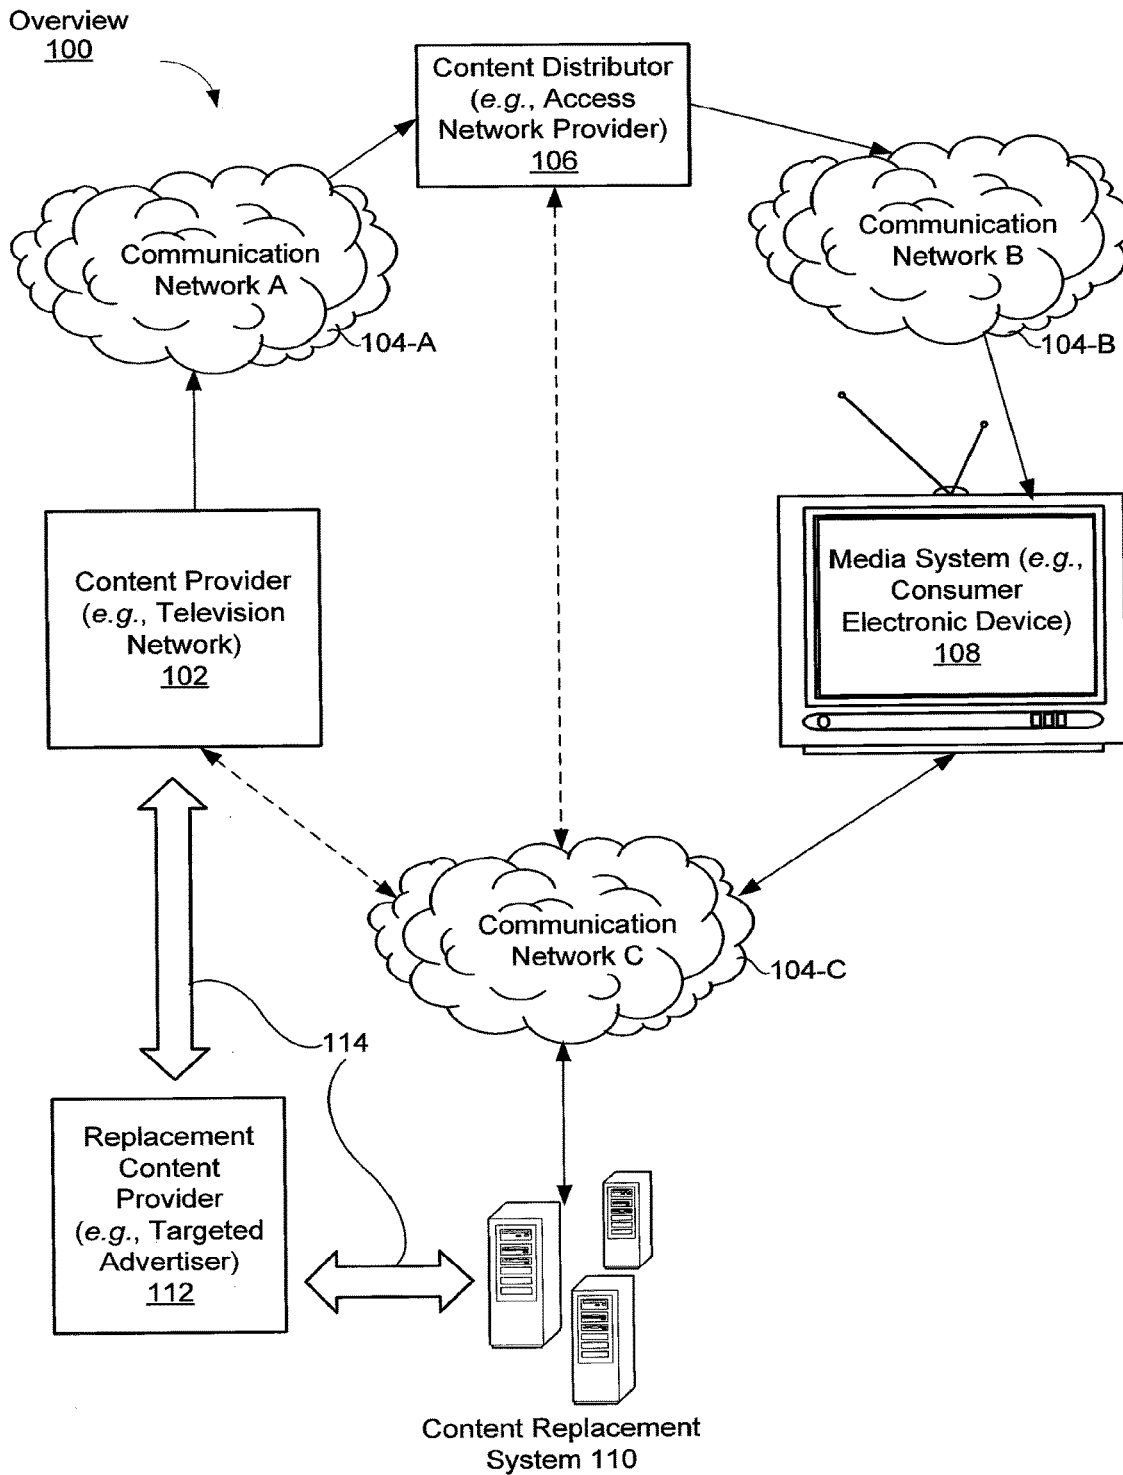 Overview
100
Content Distributor
(e.g., Access
Network Provider)
106
Communication
Network A
104-A
Communication
Network B
104-B
Content Provider
(e.g., Television
Network)
102
Media System (e.g.,
Consumer
Electronic Device)
108
Communication
Network C
104-C
114
Replacement
Content
Provider
(e.g., Targeted
Advertiser)
112
Content Replacement
System 110